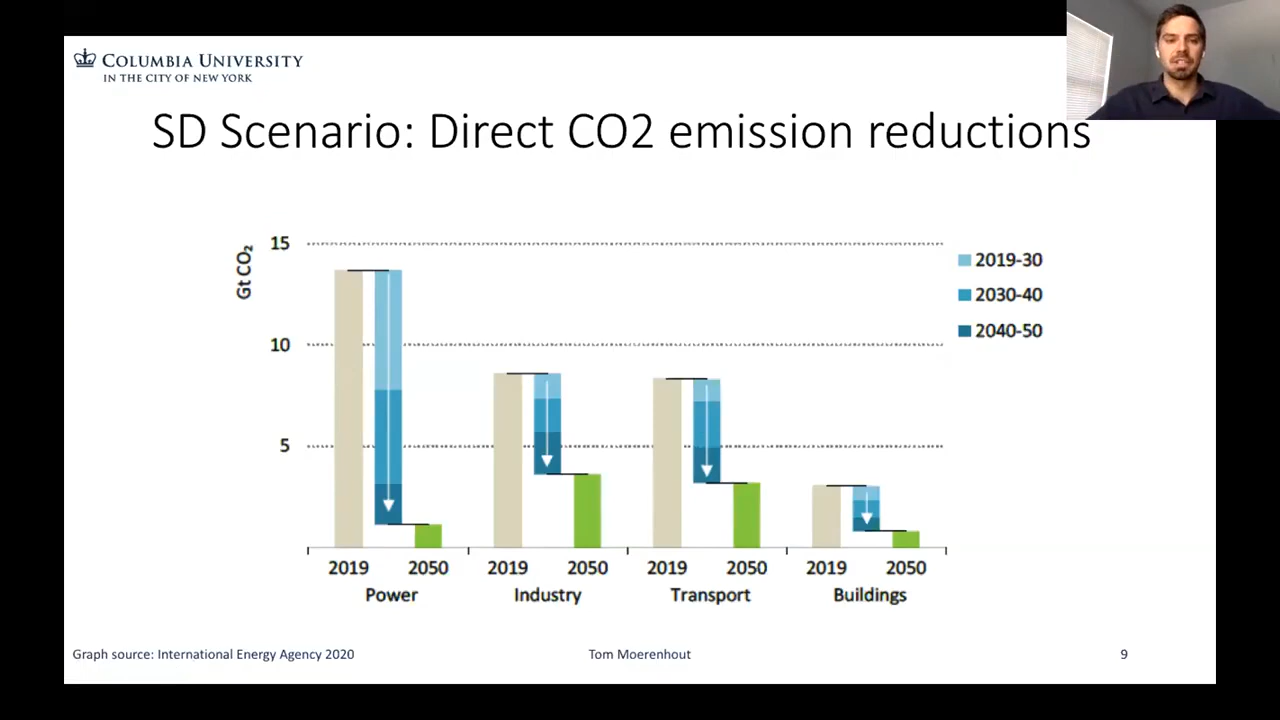 COLUMBIA UNIVERSITY
IN THE CITY OF NEW YORK
SD Scenario: Direct CO2 emission reductions
Gt CO₂
15
10
5
2019-30
2030-40
2040-50
2019 2050 2019 2050 2019 2050 2019 2050
Power Industry Transport Buildings
Graph source: International Energy Agency 2020 Tom Moerenhout 9